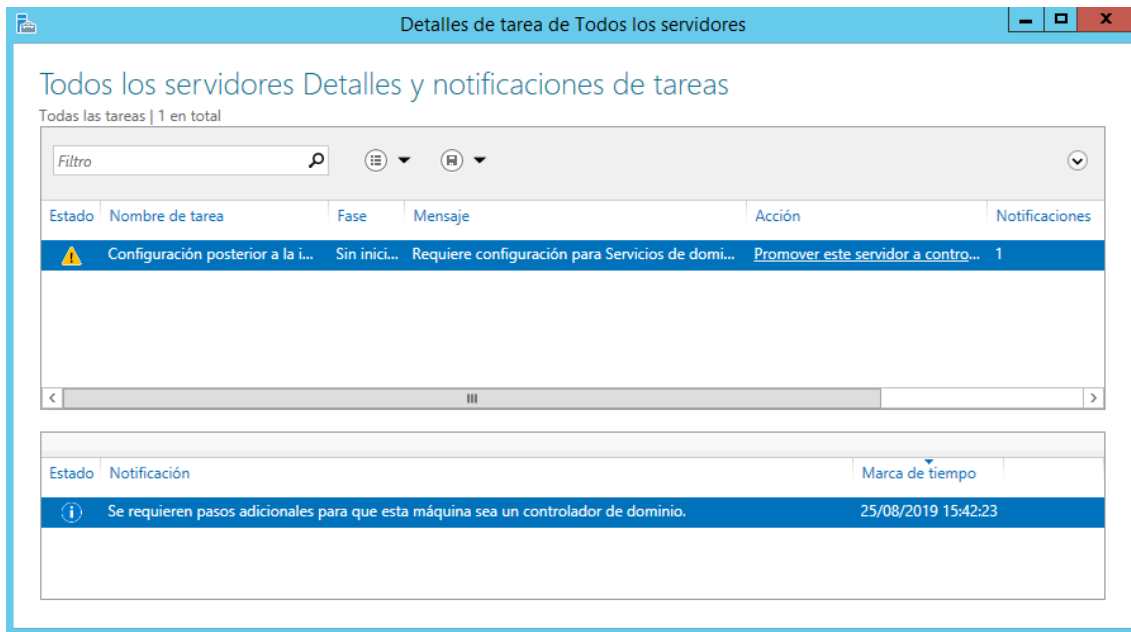 Detalles de tarea de Todos los servidores
Todos los servidores Detalles y notificaciones de tareas
Todas las tareas | 1 en total
Filtro
Estado Nombre de tarea Fase Mensaje Acción Notificaciones
Configuración posterior a la i... Sin inici... Requiere configuración para Servicios de domi... Promover este servidor a contro... 1
Estado Notificación Marca de tiempo
Se requieren pasos adicionales para que esta máquina sea un controlador de dominio. 25/08/2019 15:42:23